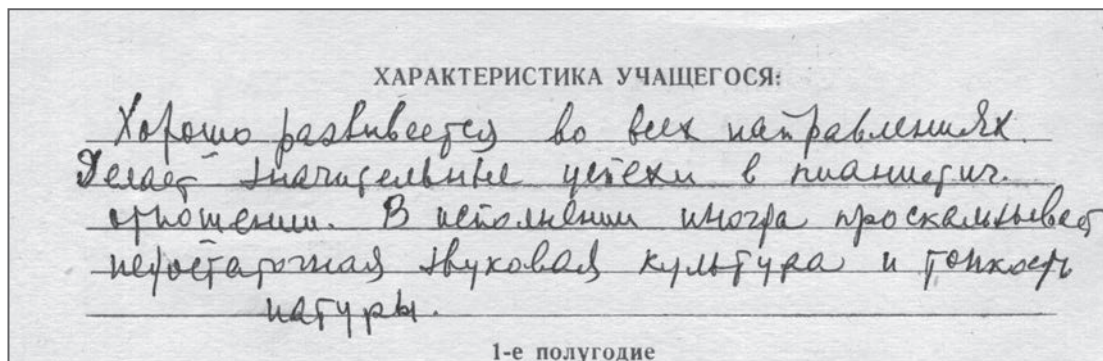 ХАРАКТЕРИСТИКА УЧАЩЕГОСЯ:
Хорошо развивается во всех направлениях.
Делает значительные успехи в пианистич.
отношении. В исполнении иногда проскальзывает
недостаточная звуковая культура и тонкость
натуры.
1-е полугодие